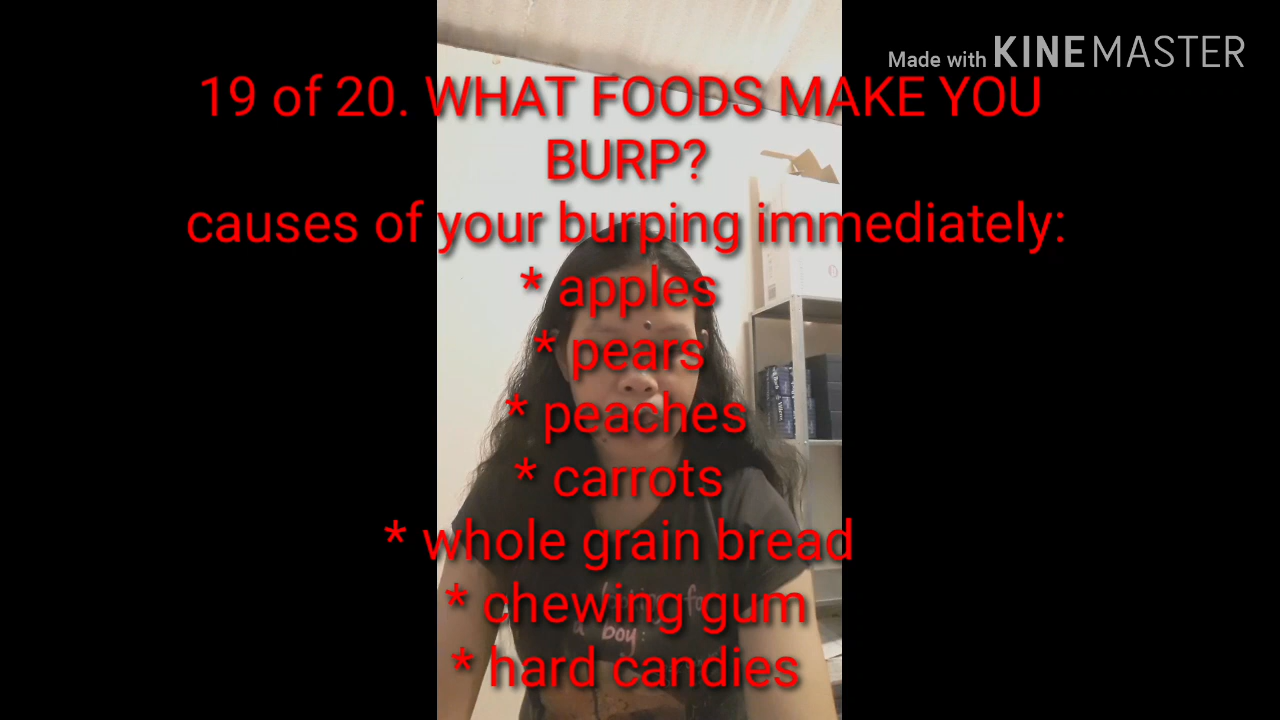 Made with KINEMASTER
19 of 20. WHAT FOODS MAKE YOU
BURP?
causes of your burping immediately:
* apples
* pears
* peaches
* carrots
* whole grain bread
* chewing gum
* hard candies
a boy: